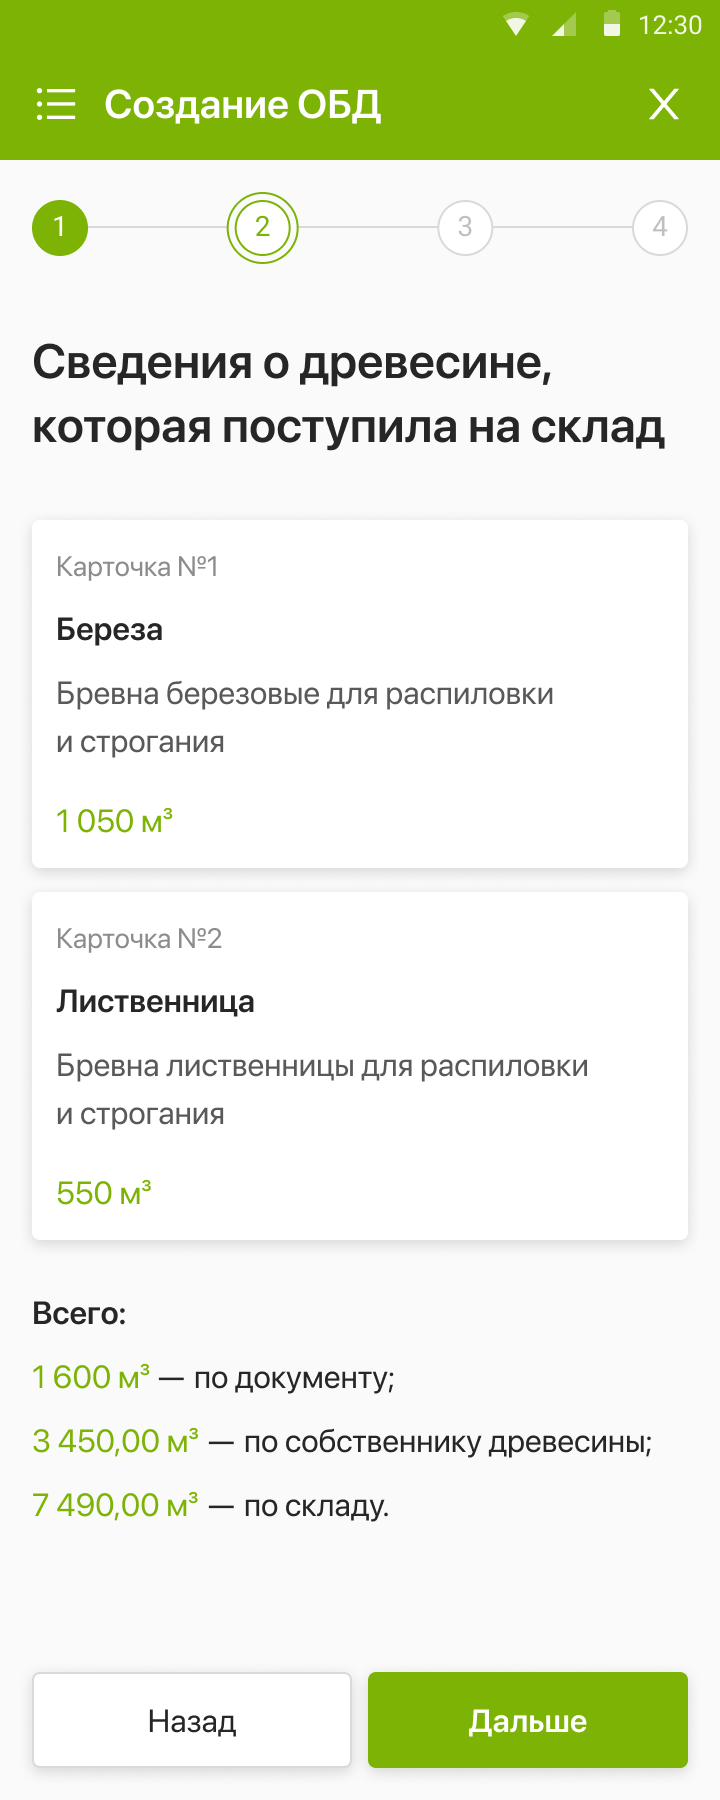 12:30
Создание ОБД
1
2
3
4
Сведения о древесине,
которая поступила на склад
Карточка №1
Береза
Бревна березовые для распиловки
и строгания
1 050 м³
Карточка №2
Лиственница
Бревна лиственницы для распиловки
и строгания
550 м³
Всего:
1 600 м³ — по документу;
3 450,00 м³ — по собственнику древесины;
7 490,00 м³ — по складу.
Назад
Дальше